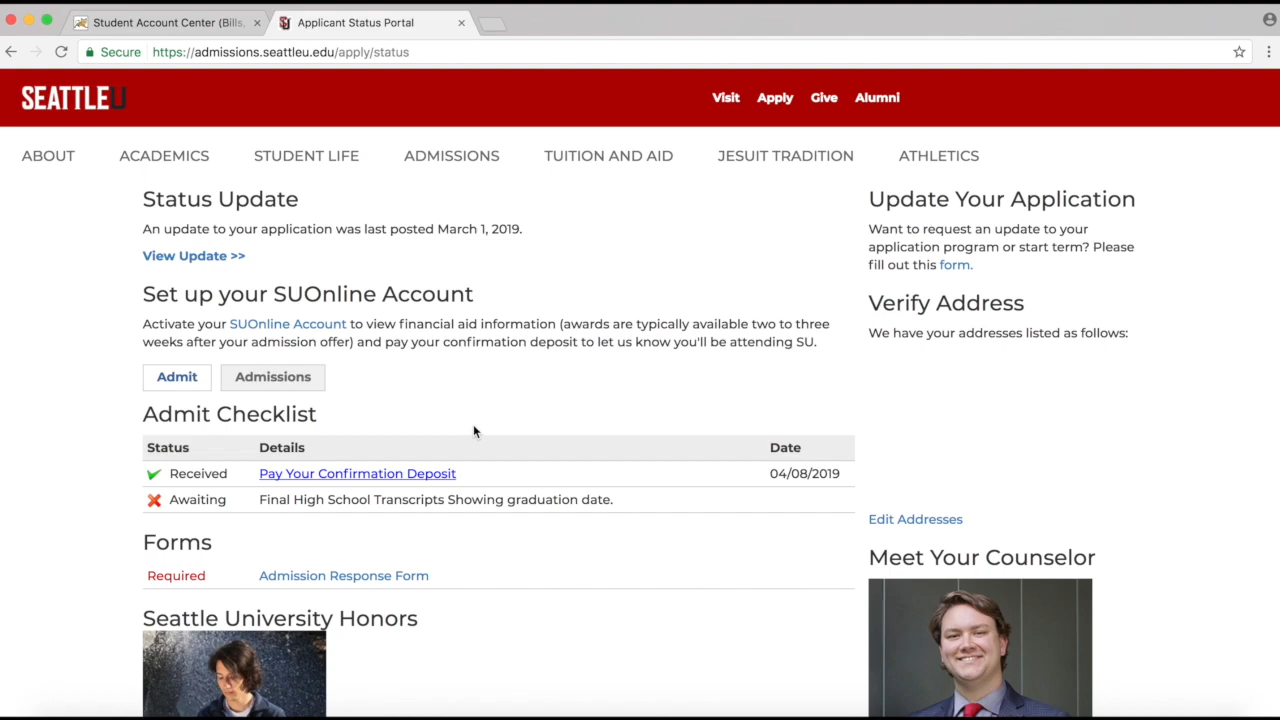 Student Account Center (Bills,
Applicant Status Portal
Secure
https://admissions.seattleu.edu/apply/status
SEATTLEU
Visit Apply Give Alumni
ABOUT ACADEMICS STUDENT LIFE ADMISSIONS TUITION AND AID JESUIT TRADITION ATHLETICS
Status Update
An update to your application was last posted March 1, 2019.
View Update >>
Set up your SUOnline Account
Activate your SUOnline Account to view financial aid information (awards are typically available two to three
weeks after your admission offer) and pay your confirmation deposit to let us know you'll be attending SU.
Admit Admissions
Admit Checklist
Status Details Date
Received Pay Your Confirmation Deposit 04/08/2019
Awaiting Final High School Transcripts Showing graduation date.
Forms
Required Admission Response Form
Seattle University Honors
Update Your Application
Want to request an update to your
application program or start term? Please
fill out this form.
Verify Address
We have your addresses listed as follows:
Edit Addresses
Meet Your Counselor